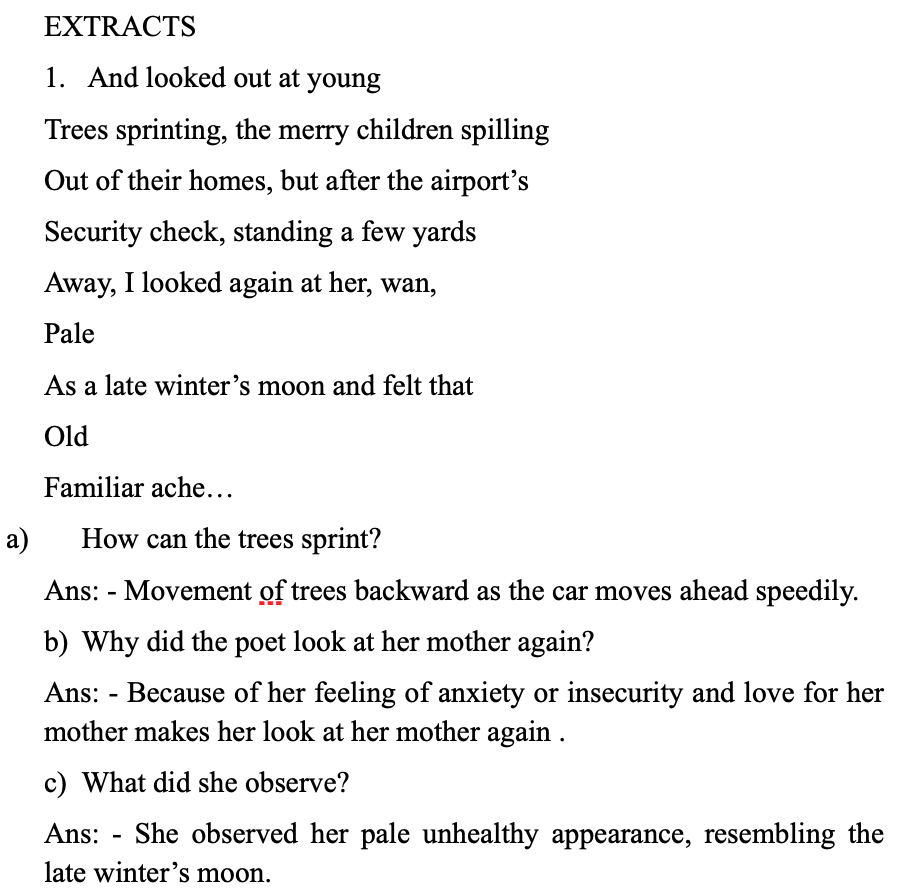 EXTRACTS
1. And looked out at young
Trees sprinting, the merry children spilling
Out of their homes, but after the airport’s
Security check, standing a few yards
Away, I looked again at her, wan,
Pale
As a late winter’s moon and felt that
Old
Familiar ache…
a) How can the trees sprint?
Ans: - Movement of trees backward as the car moves ahead speedily.
b) Why did the poet look at her mother again?
Ans: - Because of her feeling of anxiety or insecurity and love for her
mother makes her look at her mother again .
c) What did she observe?
Ans: - She observed her pale unhealthy appearance, resembling the
late winter’s moon.